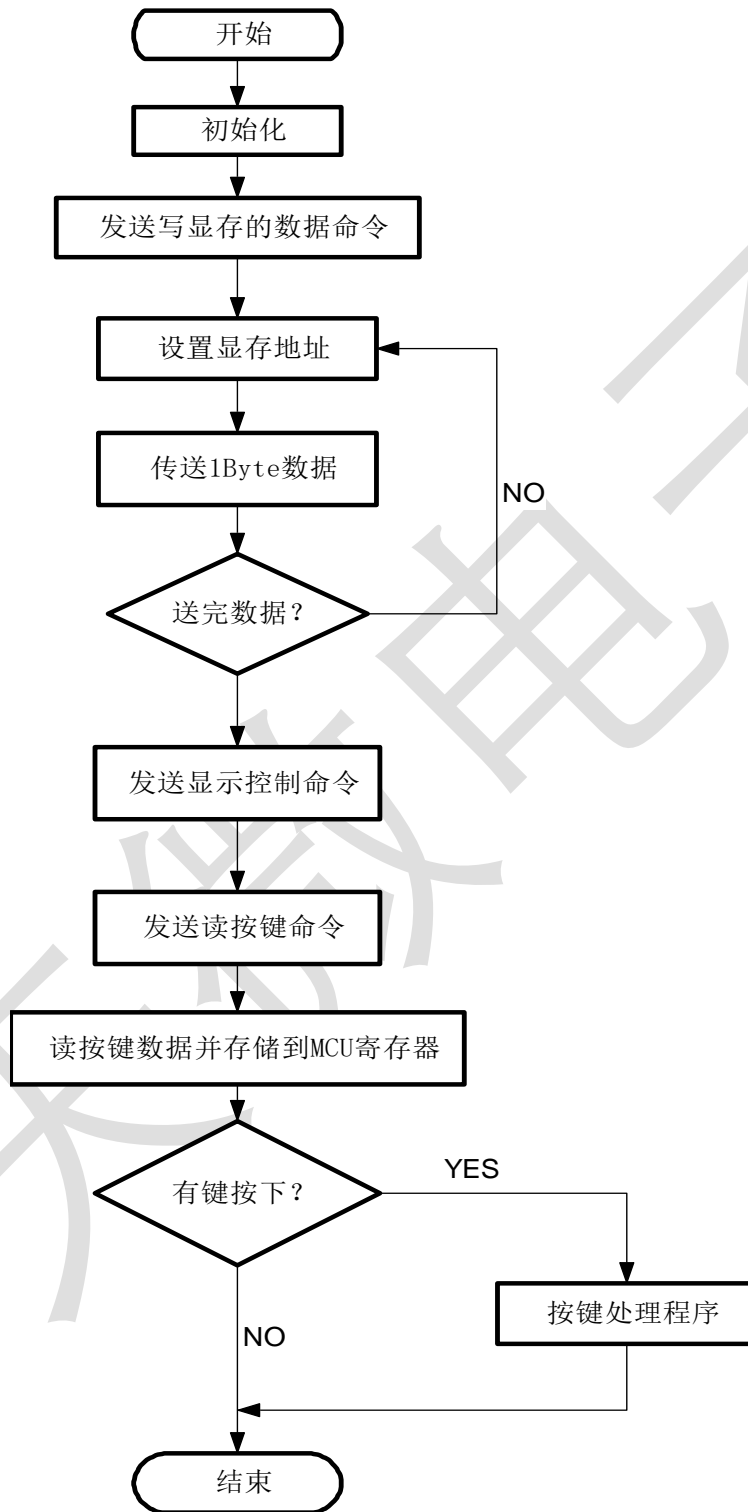 开始
初始化
发送写显存的数据命令
设置显存地址
传送1Byte数据
NO
送完数据?
发送显示控制命令
发送读按键命令
读按键数据并存储到MCU寄存器
有键按下?
YES
按键处理程序
NO
结束
天微电子